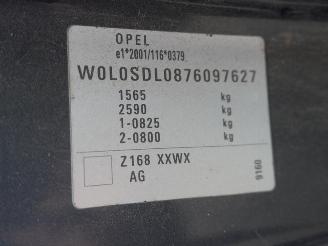 OPEL
e1*2001/116*0379
W0L0SDL0876097627
1565 kg
2590 kg
1-0825 kg
2-0800 kg
Z168 XXWX
AG
9160